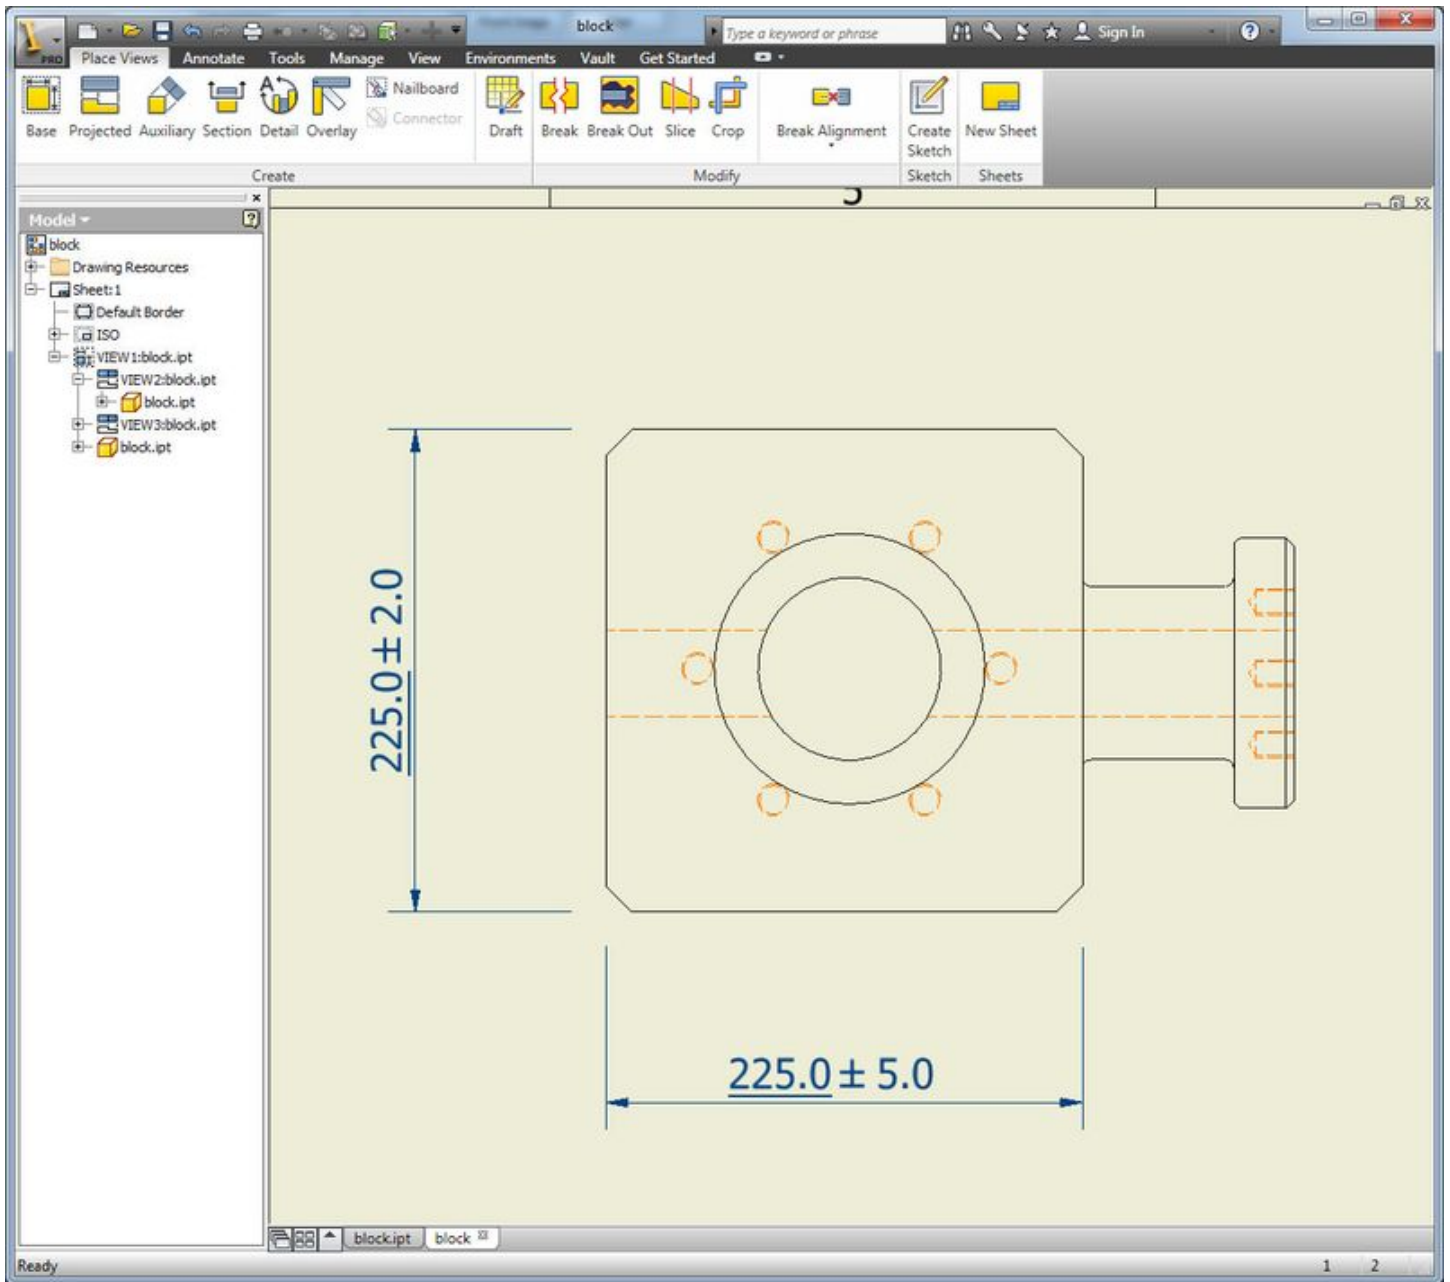 block
Type a keyword or phrase
Sign In
?
PRO
Place Views Annotate Tools Manage View Environments Vault Get Started
Nailboard
Connector
Base Projected Auxiliary Section Detail Overlay Draft Break Break Out Slice Crop Break Alignment Create Sketch New Sheet
Create Modify Sketch Sheets
Model
?
block
Drawing Resources
Sheet:1
Default Border
ISO
VIEW1:block.ipt
VIEW2:block.ipt
block.ipt
VIEW3:block.ipt
block.ipt
225.0 ± 2.0
225.0 ± 5.0
block.ipt block
Ready 1 2